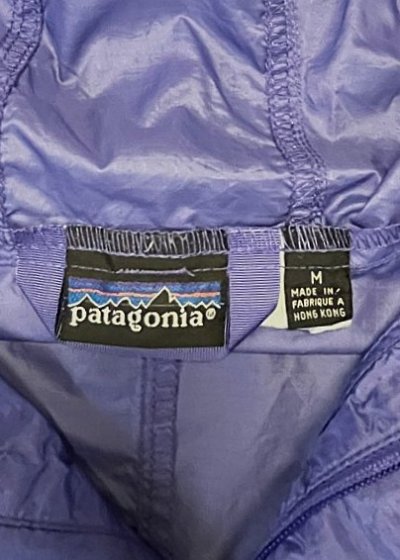 patagonia®
M
MADE IN/
FABRIQUE A
HONG KONG